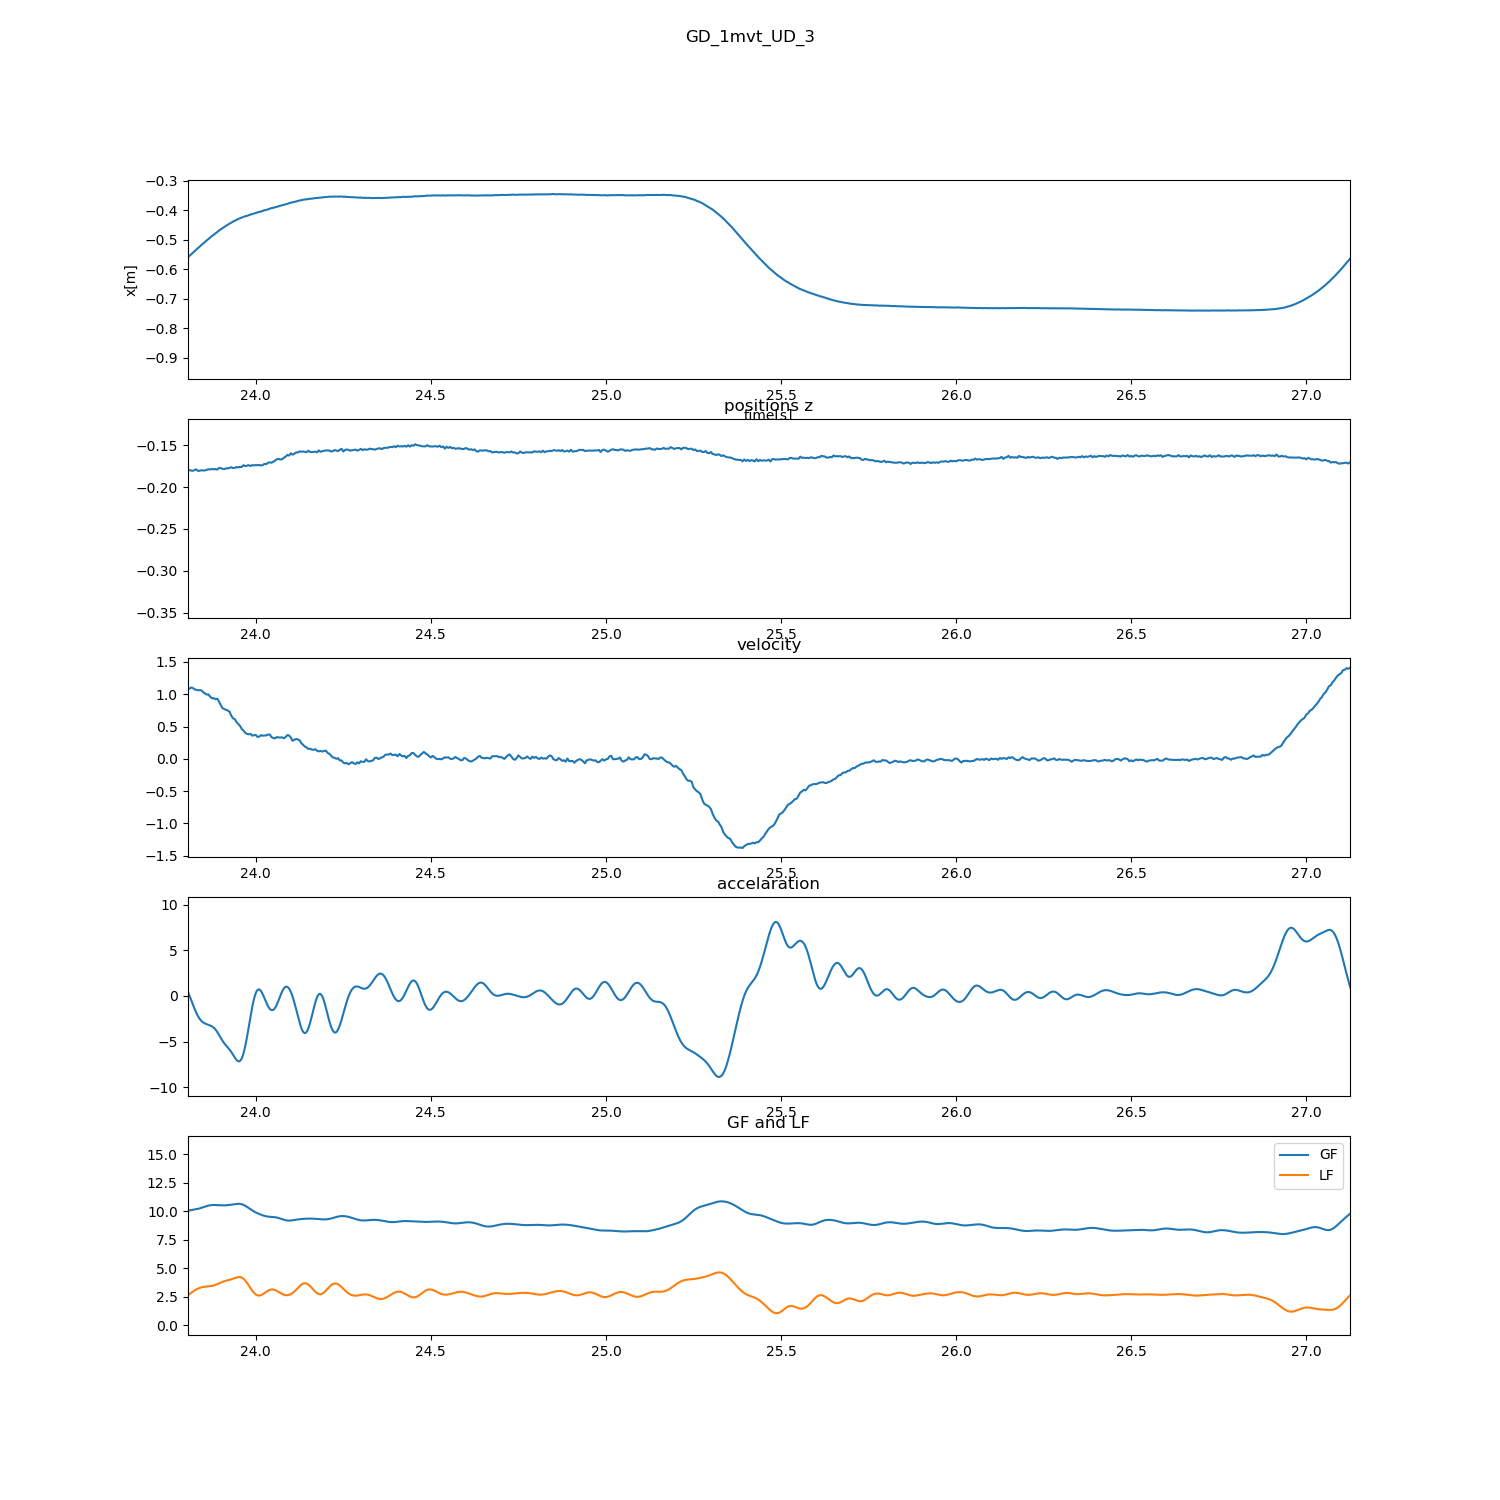 GD_1mvt_UD_3
−0.3
−0.4
−0.5
−0.6
−0.7
−0.8
−0.9
x[m]
24.0 24.5 25.0 25.5 26.0 26.5 27.0
time[s]
positions z
−0.15
−0.20
−0.25
−0.30
−0.35
24.0 24.5 25.0 25.5 26.0 26.5 27.0
velocity
1.5
1.0
0.5
0.0
−0.5
−1.0
−1.5
24.0 24.5 25.0 25.5 26.0 26.5 27.0
accelaration
10
5
0
−5
−10
24.0 24.5 25.0 25.5 26.0 26.5 27.0
GF and LF
15.0
12.5
10.0
7.5
5.0
2.5
0.0
GF
LF
24.0 24.5 25.0 25.5 26.0 26.5 27.0